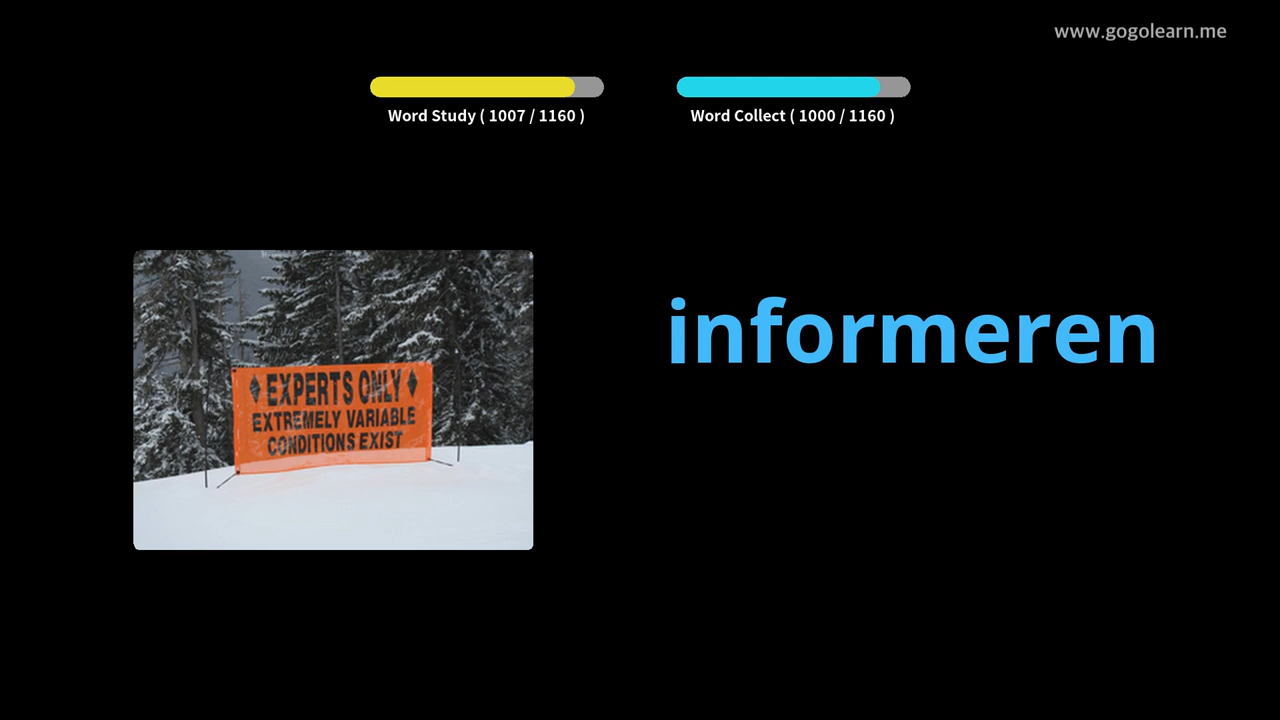 www.gogolearn.me
Word Study ( 1007 / 1160 )
Word Collect ( 1000 / 1160 )
informeren
EXPERTS ONLY
EXTREMELY VARIABLE
CONDITIONS EXIST